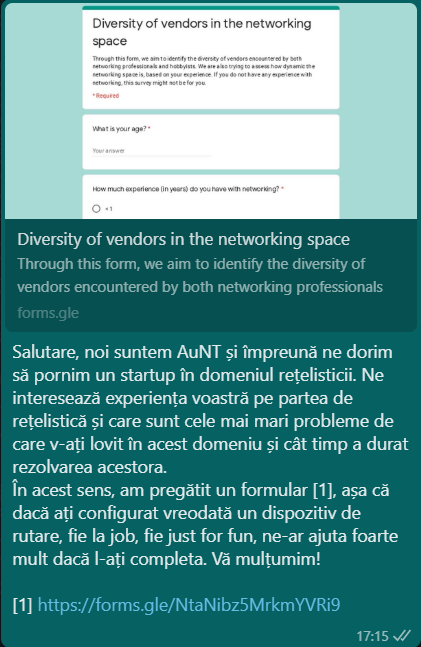 Diversity of vendors in the networking
space
Through this form, we aim to identify the diversity of vendors encountered by both
networking professionals and hobbyists. We are also trying to assess how dynamic the
networking space is, based on your experience. If you do not have any experience with
networking, this survey might not be for you.
* Required
What is your age? *
Your answer
How much experience (in years) do you have with networking? *
<1
Diversity of vendors in the networking space
Through this form, we aim to identify the diversity of
vendors encountered by both networking professionals
forms.gle
Salutare, noi suntem AuNT și împreună ne dorim
să pornim un startup în domeniul rețelisticii. Ne
interesează experiența voastră pe partea de
rețelistică și care sunt cele mai mari probleme de
care v-ați lovit în acest domeniu și cât timp a durat
rezolvarea acestora.
În acest sens, am pregătit un formular [1], așa că
dacă ați configurat vreodată un dispozitiv de
rutare, fie la job, fie just for fun, ne-ar ajuta foarte
mult dacă l-ați completa. Vă mulțumim!
[1] https://forms.gle/NtaNibz5MrkmYVRi9
17:15